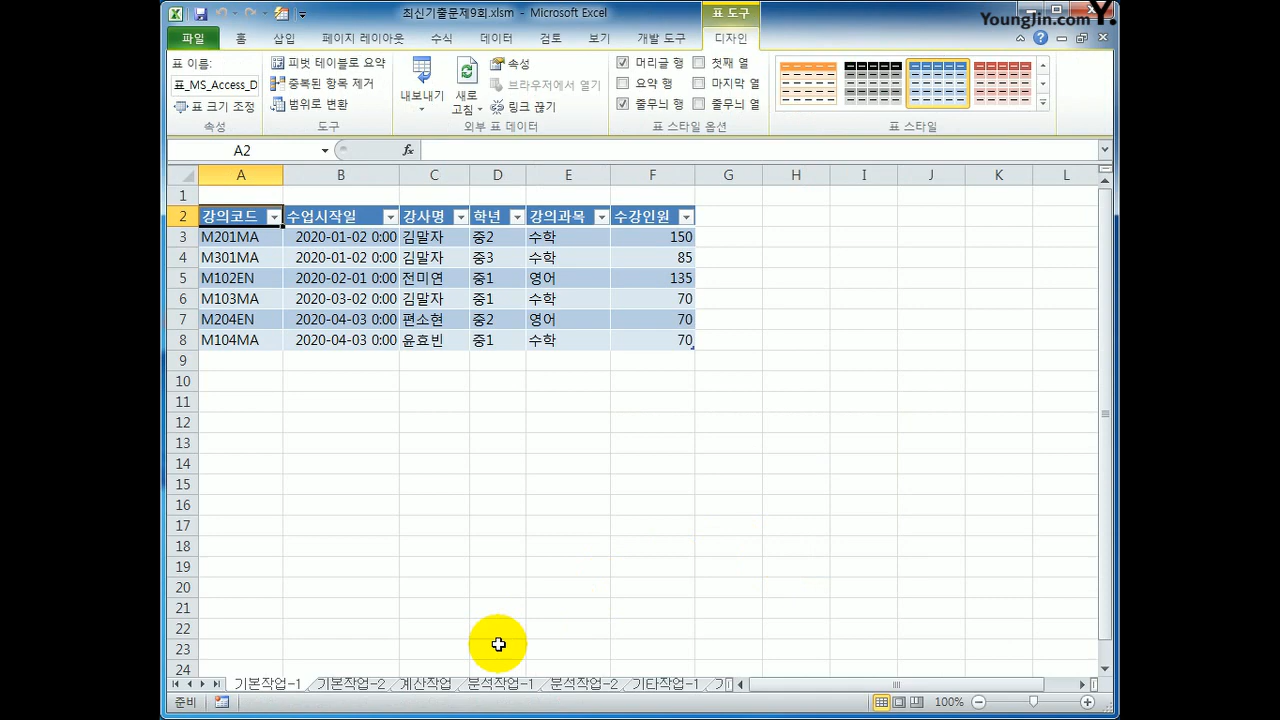 최신기출문제9회.xlsm - Microsoft Excel
표 도구
YoungJin.com Y.
파일 홈 삽입 페이지 레이아웃 수식 데이터 검토 보기 개발 도구 디자인
표 이름:
표_MS_Access_D
표 크기 조정
속성
피벗 테이블로 요약
중복된 항목 제거
범위로 변환
도구
내보내기
새로 고침
속성
브라우저에서 열기
링크 끊기
외부 표 데이터
머리글 행 첫째 열
요약 행 마지막 열
줄무늬 행 줄무늬 열
표 스타일 옵션
표 스타일
A2 fx
A B C D E F G H I J K L
1
2 강의코드 수업시작일 강사명 학년 강의과목 수강인원
3 M201MA 2020-01-02 0:00 김말자 중2 수학 150
4 M301MA 2020-01-02 0:00 김말자 중3 수학 85
5 M102EN 2020-02-01 0:00 전미연 중1 영어 135
6 M103MA 2020-03-02 0:00 김말자 중1 수학 70
7 M204EN 2020-04-03 0:00 편소현 중2 영어 70
8 M104MA 2020-04-03 0:00 윤효빈 중1 수학 70
9
10
11
12
13
14
15
16
17
18
19
20
21
22
23
24
기본작업-1 기본작업-2 계산작업 분석작업-1 분석작업-2 기타작업-1
준비 100%